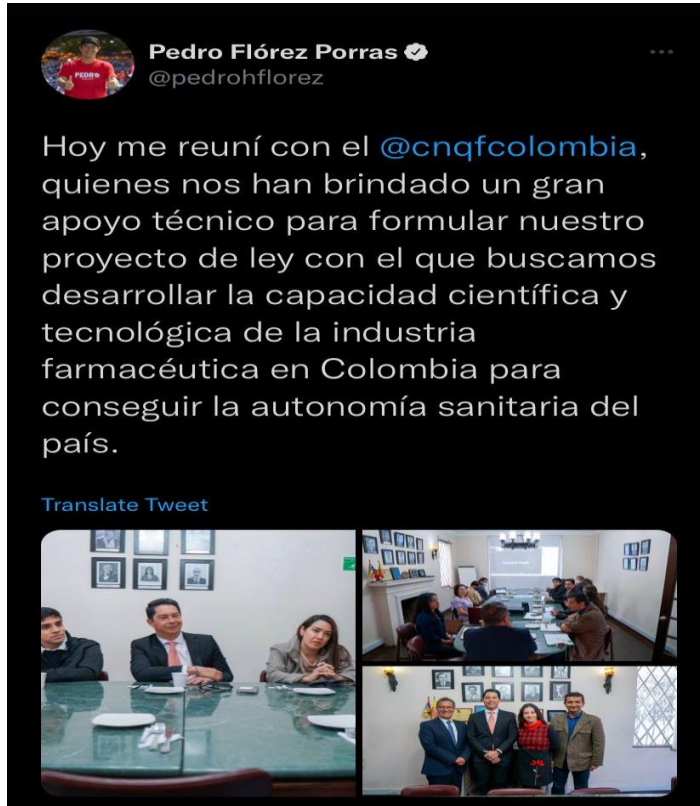 Pedro Flórez Porras
@pedrohflorez
Hoy me reuní con el @cnqfcolombia,
quienes nos han brindado un gran
apoyo técnico para formular nuestro
proyecto de ley con el que buscamos
desarrollar la capacidad científica y
tecnológica de la industria
farmacéutica en Colombia para
conseguir la autonomía sanitaria del
país.
Translate Tweet
PEDRO